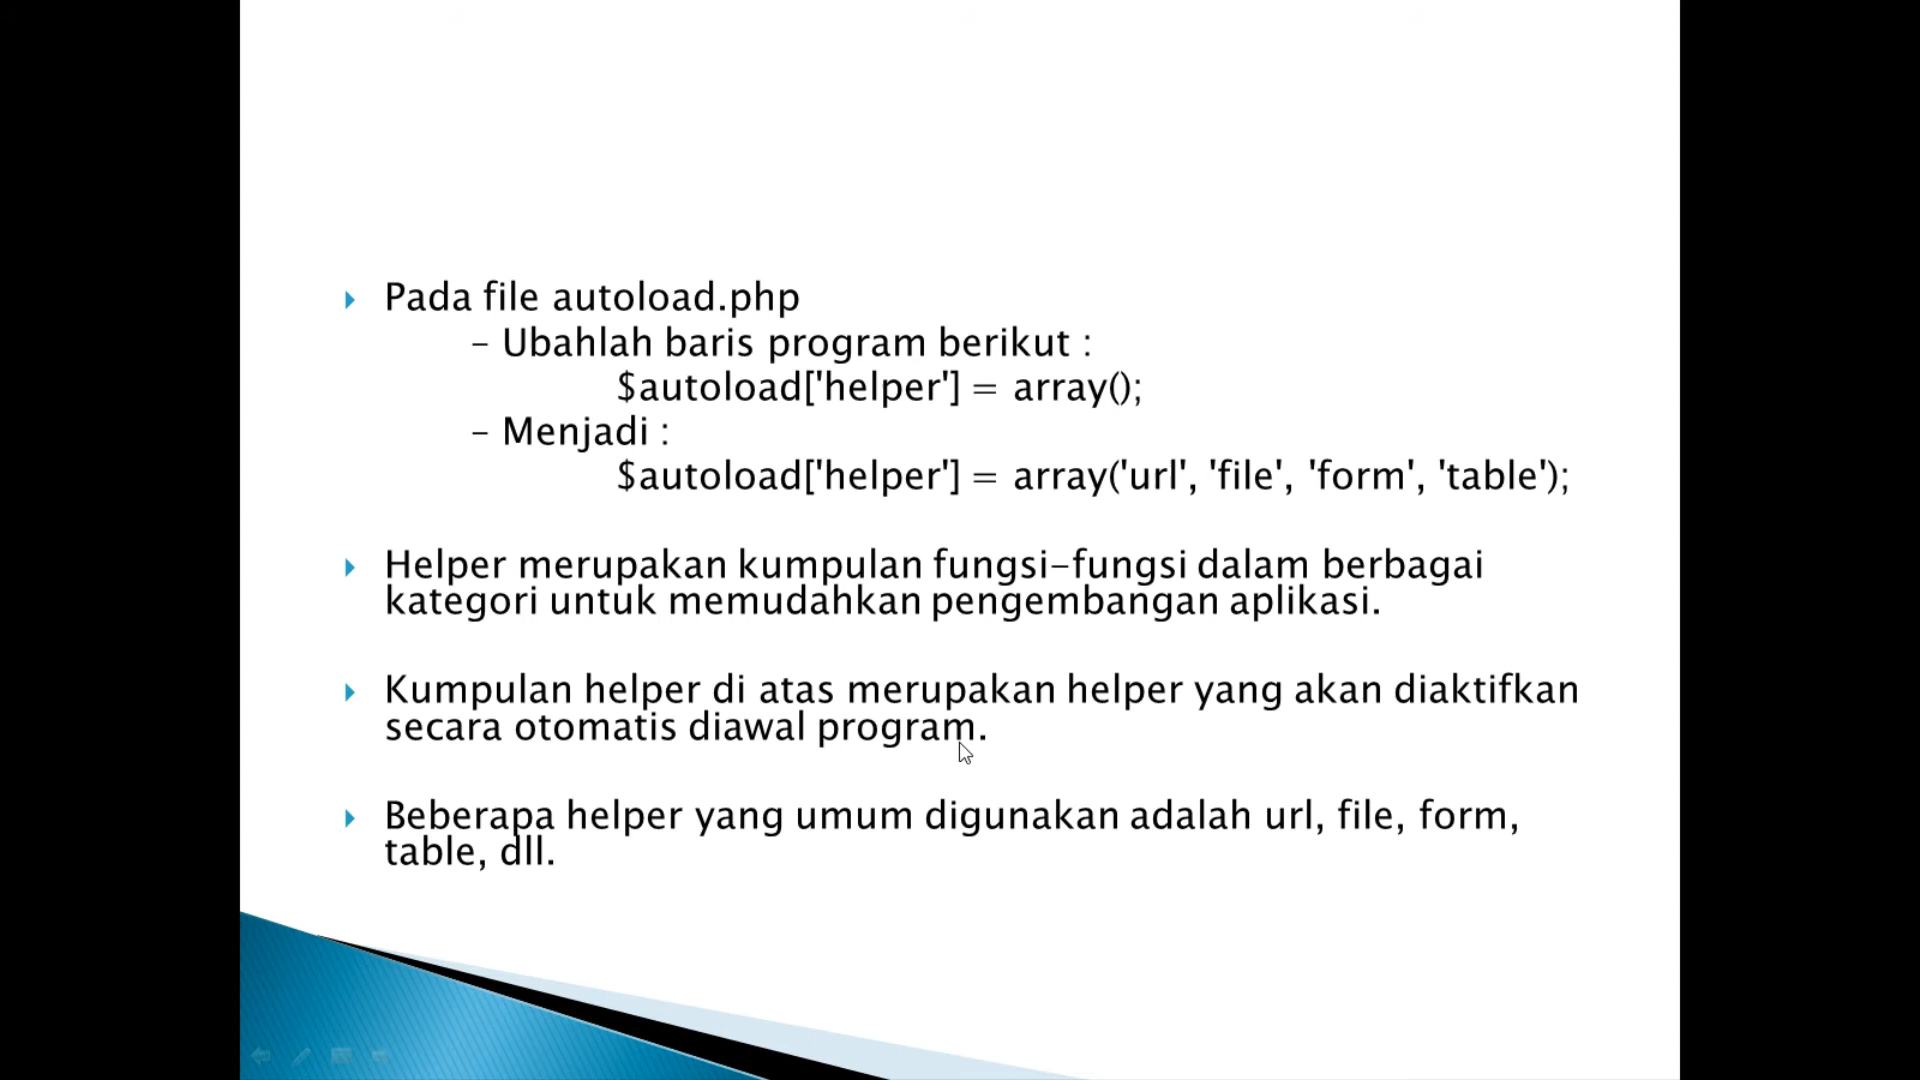 Pada file autoload.php
– Ubahlah baris program berikut :
$autoload['helper'] = array();
– Menjadi :
$autoload['helper'] = array('url', 'file', 'form', 'table');
Helper merupakan kumpulan fungsi-fungsi dalam berbagai
kategori untuk memudahkan pengembangan aplikasi.
Kumpulan helper di atas merupakan helper yang akan diaktifkan
secara otomatis diawal program.
Beberapa helper yang umum digunakan adalah url, file, form,
table, dll.